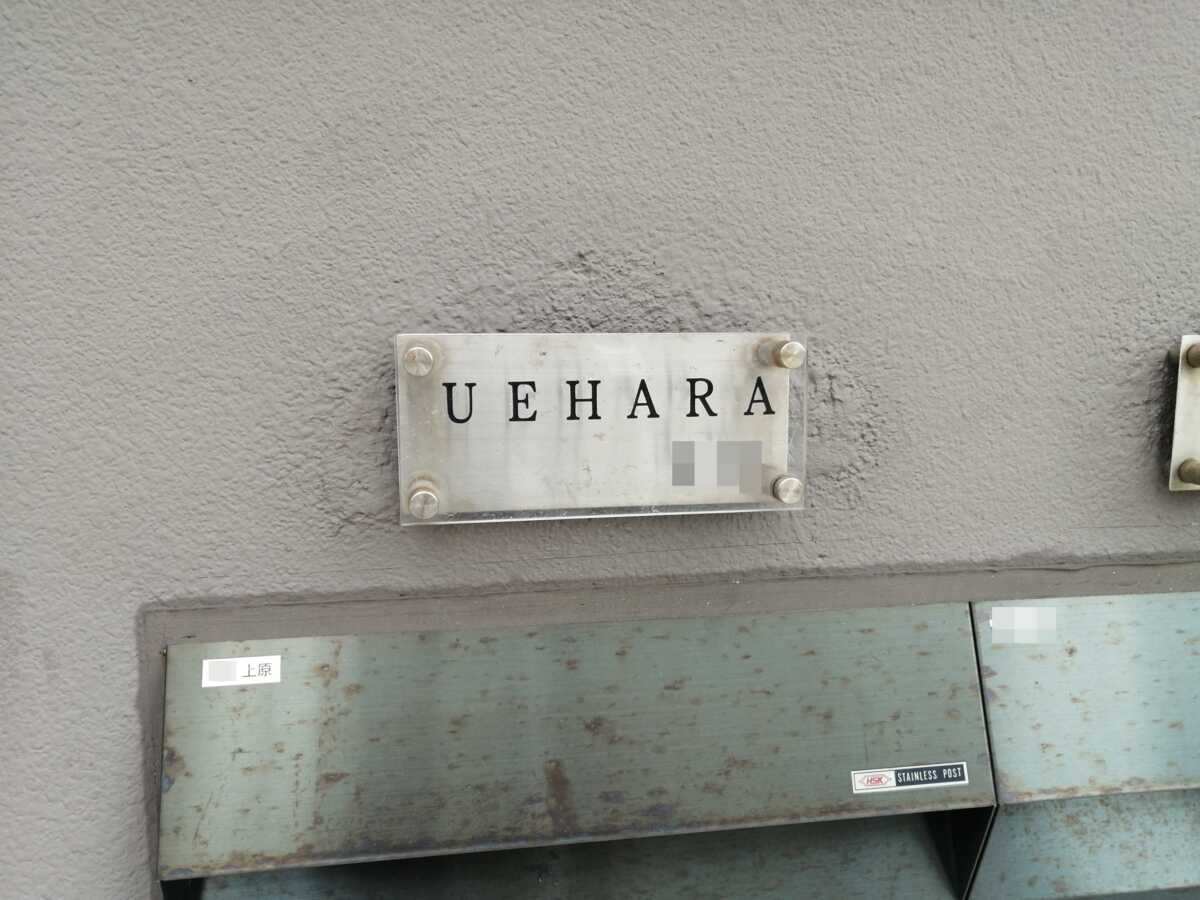 UEHARA
上原
HSK STAINLESS POST